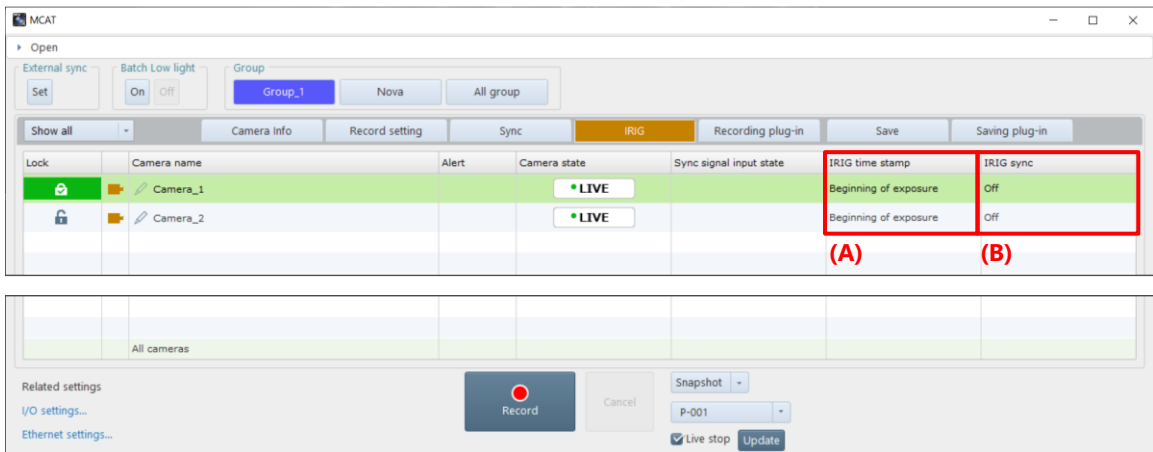 MCAT
Open
External sync Batch Low light Group
Set On Off Group_1 Nova All group
Show all Camera Info Record setting Sync IRIG Recording plug-in Save Saving plug-in
Lock Camera name Alert Camera state Sync signal input state IRIG time stamp IRIG sync
Camera_1 LIVE Beginning of exposure Off
Camera_2 LIVE Beginning of exposure Off
(A) (B)
All cameras
Related settings Snapshot
I/O settings... Record Cancel P-001
Ethernet settings... Live stop Update